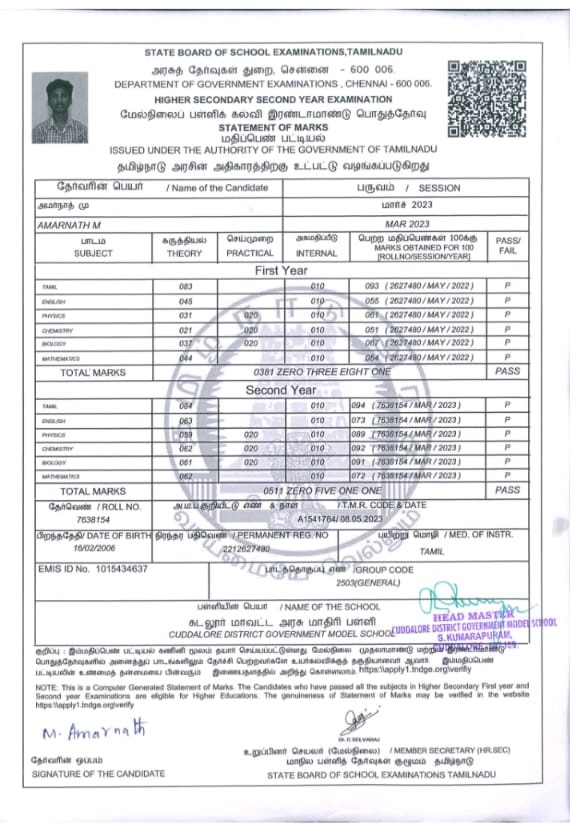 STATE BOARD OF SCHOOL EXAMINATIONS,TAMILNADU
அரசுத் தேர்வுகள் துறை, சென்னை - 600 006.
DEPARTMENT OF GOVERNMENT EXAMINATIONS , CHENNAI - 600 006.
HIGHER SECONDARY SECOND YEAR EXAMINATION
மேல்நிலைப் பள்ளிக் கல்வி இரண்டாமாண்டு பொதுத்தேர்வு
STATEMENT OF MARKS
மதிப்பெண் பட்டியல்
ISSUED UNDER THE AUTHORITY OF THE GOVERNMENT OF TAMILNADU
தமிழ்நாடு அரசின் அதிகாரத்திற்கு உட்பட்டு வழங்கப்படுகிறது
தேர்வரின் பெயர் / Name of the Candidate பருவம் / SESSION
அமர்நாத் மு மார்ச் 2023
AMARNATH M MAR 2023
பாடம் கருத்தியல் செய்முறை அகமதிப்பீடு பெற்ற மதிப்பெண்கள் 100க்கு PASS/
SUBJECT THEORY PRACTICAL INTERNAL MARKS OBTAINED FOR 100 FAIL
[ROLLNO/SESSION/YEAR]
First Year
TAMIL 083 010 093 ( 2627480 / MAY / 2022 ) P
ENGLISH 045 010 055 ( 2627480 / MAY / 2022 ) P
PHYSICS 031 020 010 061 ( 2627480 / MAY / 2022 ) P
CHEMISTRY 021 020 010 051 ( 2627480 / MAY / 2022 ) P
BIOLOGY 037 020 010 067 ( 2627480 / MAY / 2022 ) P
MATHEMATICS 044 010 054 ( 2627480 / MAY / 2022 ) P
TOTAL MARKS 0381 ZERO THREE EIGHT ONE PASS
Second Year
TAMIL 084 010 094 ( 7638154 / MAR / 2023 ) P
ENGLISH 063 010 073 ( 7638154 / MAR / 2023 ) P
PHYSICS 059 020 010 089 ( 7638154 / MAR / 2023 ) P
CHEMISTRY 062 020 010 092 ( 7638154 / MAR / 2023 ) P
BIOLOGY 061 020 010 091 ( 7638154 / MAR / 2023 ) P
MATHEMATICS 062 010 072 ( 7638154 / MAR / 2023 ) P
TOTAL MARKS 0511 ZERO FIVE ONE ONE PASS
தேர்வெண் / ROLL NO. அ.ம.ப.குறியீட்டு எண் & நாள் / T.M.R. CODE & DATE
7638154 A1541764/ 08.05.2023
பிறந்ததேதி/ DATE OF BIRTH நிரந்தர பதிவெண் / PERMANENT REG. NO பயிற்று மொழி / MED. OF INSTR.
16/02/2006 2212627480 TAMIL
EMIS ID No. 1015434637 பாடத்தொகுப்பு எண் /GROUP CODE
2503(GENERAL)
பள்ளியின் பெயர் / NAME OF THE SCHOOL
கடலூர் மாவட்ட அரசு மாதிரி பள்ளி
CUDDALORE DISTRICT GOVERNMENT MODEL SCHOOL
HEAD MASTER
CUDDALORE DISTRICT GOVERNMENT MODEL SCHOOL
S.KUMARAPURAM,
குறிப்பு : இம்மதிப்பெண் பட்டியல் கணினி மூலம் தயார் செய்யப்பட்டுள்ளது. மேல்நிலை முதலாமாண்டு மற்றும் இரண்டாமாண்டு
பொதுத்தேர்வுகளில் அனைத்துப் பாடங்களிலும் தேர்ச்சி பெற்றவர்களே உயர்கல்விக்குத் தகுதியானவர் ஆவார். இம்மதிப்பெண்
பட்டியலின் உண்மைத் தன்மையை பின்வரும் இணையதளத்தில் அறிந்து கொள்ளலாம். https:\\apply1.tndge.org\verify
NOTE: This is a Computer Generated Statement of Marks. The Candidates who have passed all the subjects in Higher Secondary First year and
Second year Examinations are eligible for Higher Educations. The genuineness of Statement of Marks may be verified in the website
https:\\apply1.tndge.org\verify
M. Amarnath
உறுப்பினர் செயலர் (மேல்நிலை) / MEMBER SECRETARY (HR.SEC)
தேர்வரின் ஒப்பம் மாநில பள்ளித் தேர்வுகள் குழுமம் தமிழ்நாடு
SIGNATURE OF THE CANDIDATE STATE BOARD OF SCHOOL EXAMINATIONS TAMILNADU